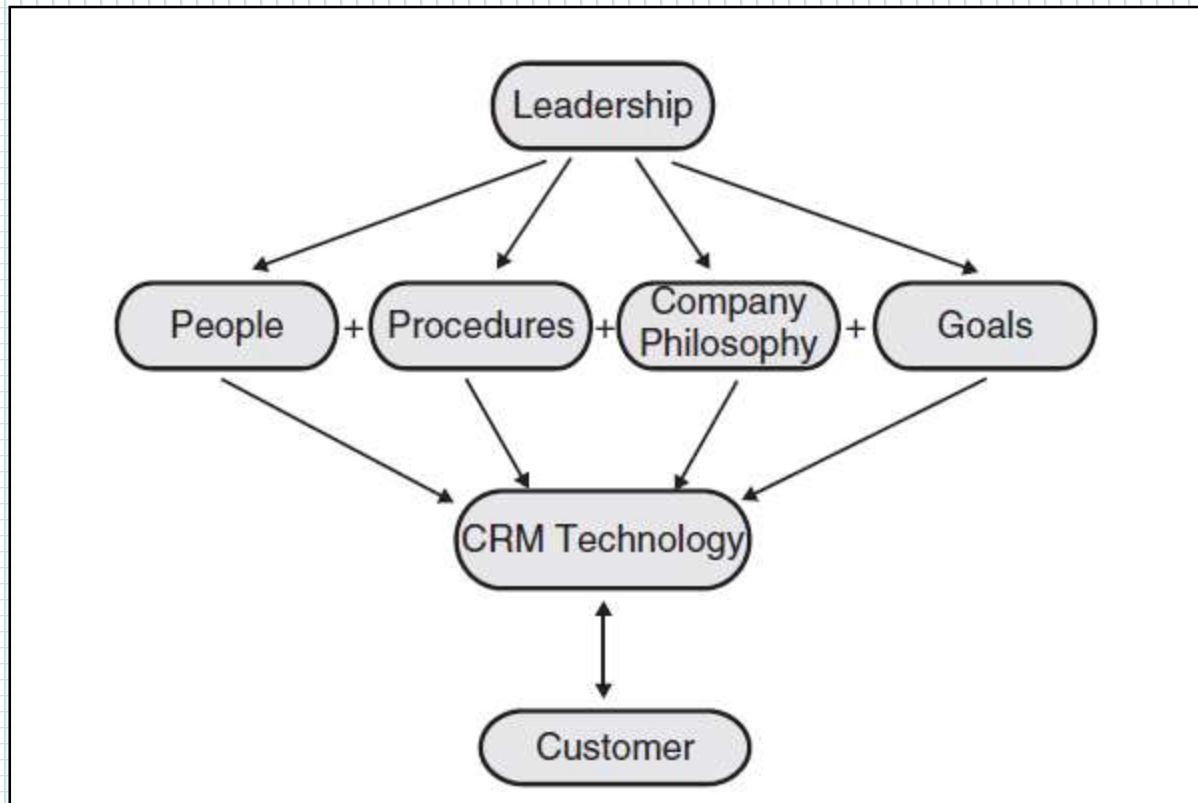 Leadership
People + Procedures + Company Philosophy + Goals
CRM Technology
Customer